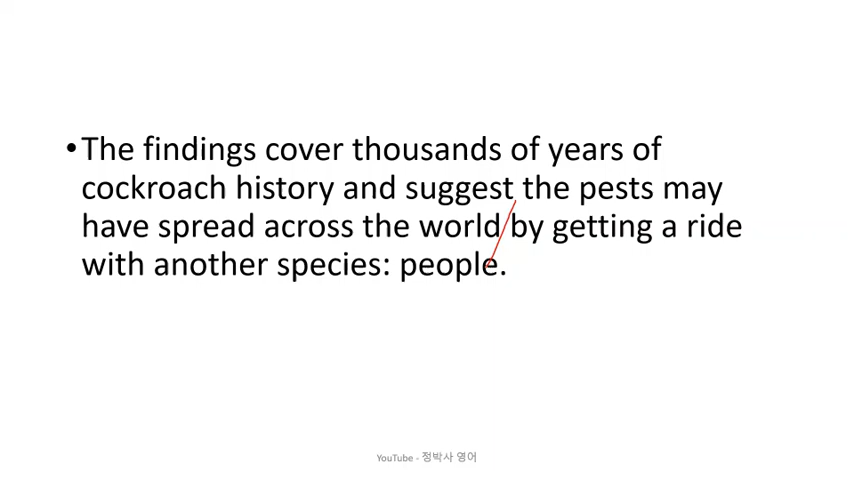 •The findings cover thousands of years of
cockroach history and suggest the pests may
have spread across the world by getting a ride
with another species: people.
YouTube - 정박사 영어